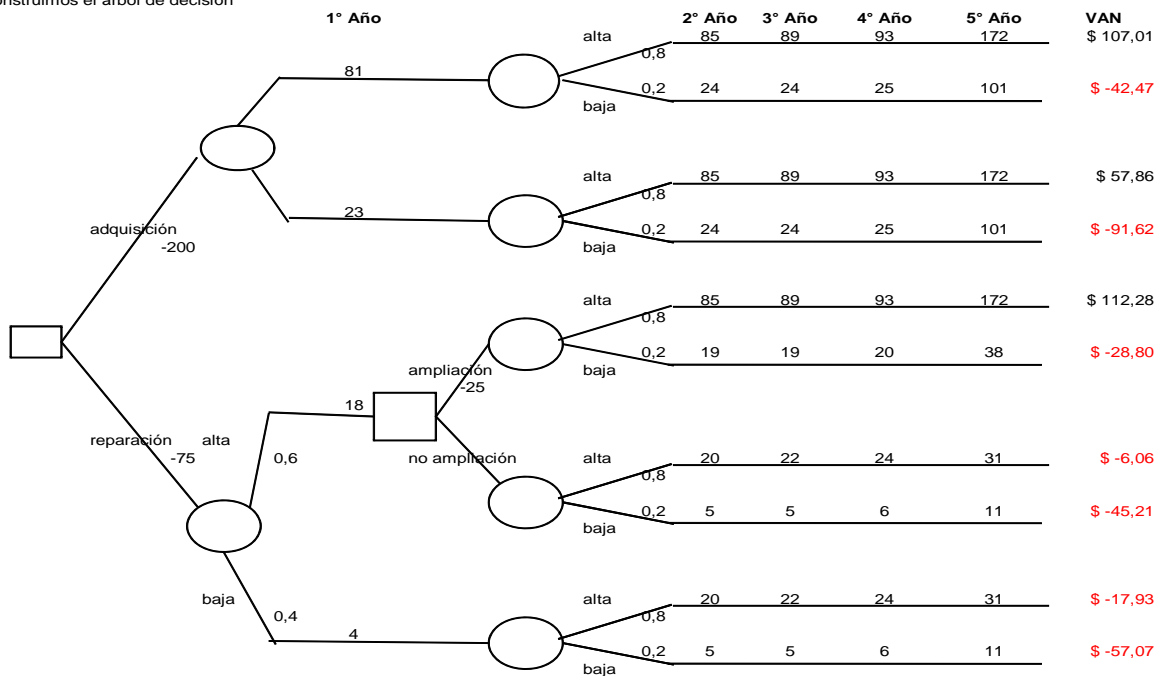 onstruimos el árbol de decisión
1° Año 2° Año 3° Año 4° Año 5° Año VAN
alta 0,8 85 89 93 172 $ 107,01
81
0,2 24 24 25 101 $ -42,47
baja
alta 0,8 85 89 93 172 $ 57,86
23
adquisición
-200
0,2 24 24 25 101 $ -91,62
baja
alta 0,8 85 89 93 172 $ 112,28
0,2 19 19 20 38 $ -28,80
ampliación
-25
baja
18
reparación alta
-75
0,6
no ampliación
alta 0,8 20 22 24 31 $ -6,06
0,2 5 5 6 11 $ -45,21
baja
baja
0,4
alta 0,8 20 22 24 31 $ -17,93
4
0,2 5 5 6 11 $ -57,07
baja